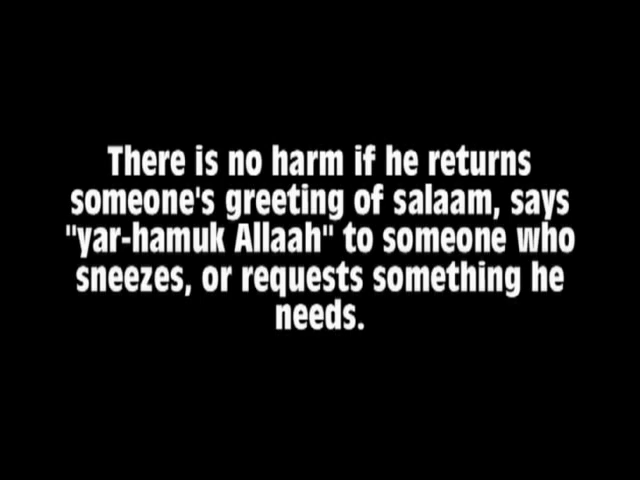 There is no harm if he returns
someone's greeting of salaam, says
"yar-hamuk Allaah" to someone who
sneezes, or requests something he
needs.